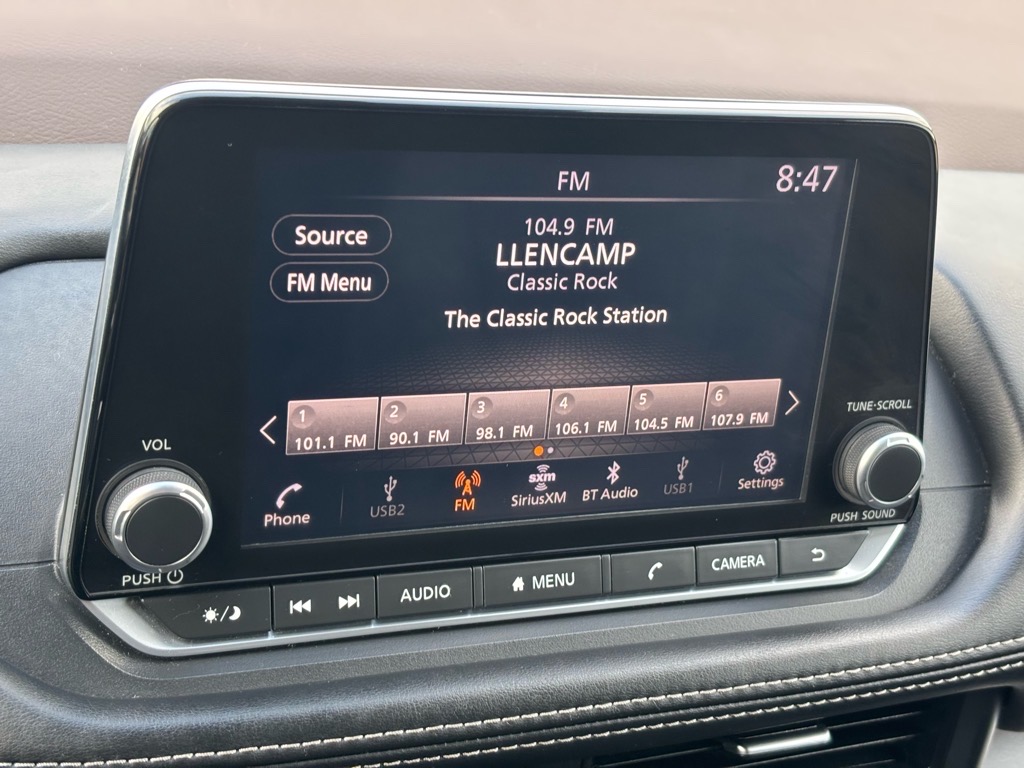 FM 8:47
Source
FM Menu
104.9 FM
LLENCAMP
Classic Rock
The Classic Rock Station
1 2 3 4 5 6
101.1 FM 90.1 FM 98.1 FM 106.1 FM 104.5 FM 107.9 FM
Phone USB2 FM sxm SiriusXM BT Audio USB1 Settings
VOL
PUSH
TUNE·SCROLL
PUSH SOUND
AUDIO MENU CAMERA